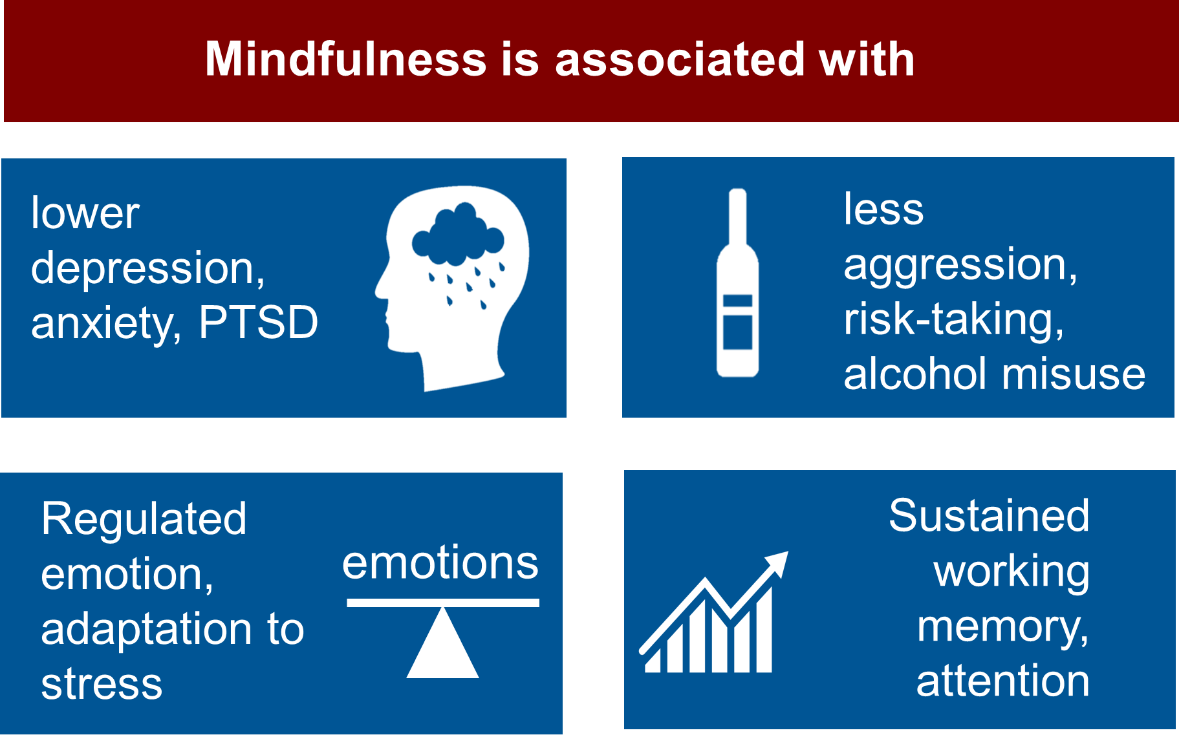 Mindfulness is associated with
lower
depression,
anxiety, PTSD
less
aggression,
risk-taking,
alcohol misuse
Regulated
emotion,
adaptation to
stress
emotions
Sustained
working
memory,
attention